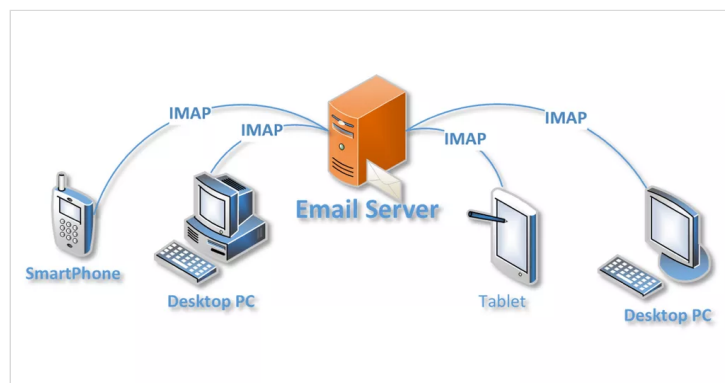 IMAP
IMAP
IMAP
IMAP
Email Server
SmartPhone
Desktop PC
Tablet
Desktop PC